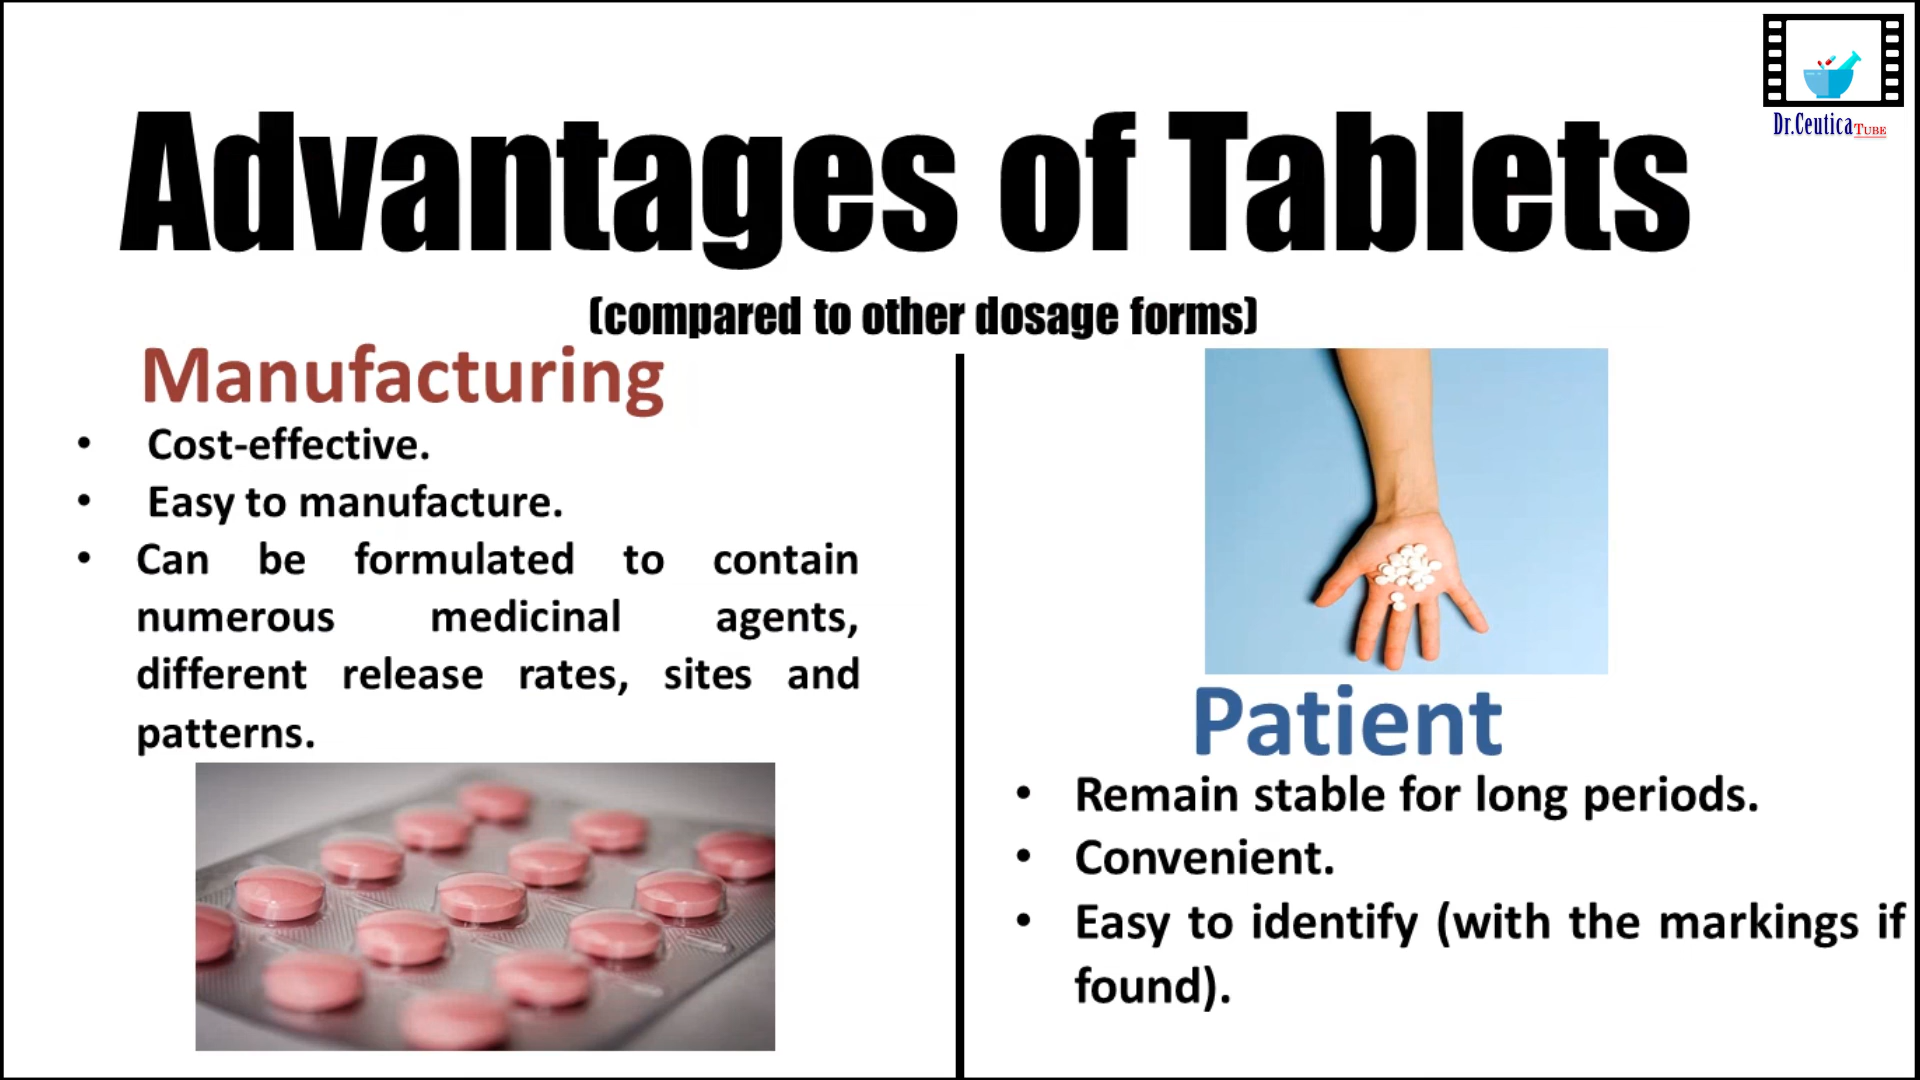 Dr.CeuticaTUBE
Advantages of Tablets
(compared to other dosage forms)
Manufacturing
• Cost-effective.
• Easy to manufacture.
• Can be formulated to contain
numerous medicinal agents,
different release rates, sites and
patterns.
Patient
• Remain stable for long periods.
• Convenient.
• Easy to identify (with the markings if
found).